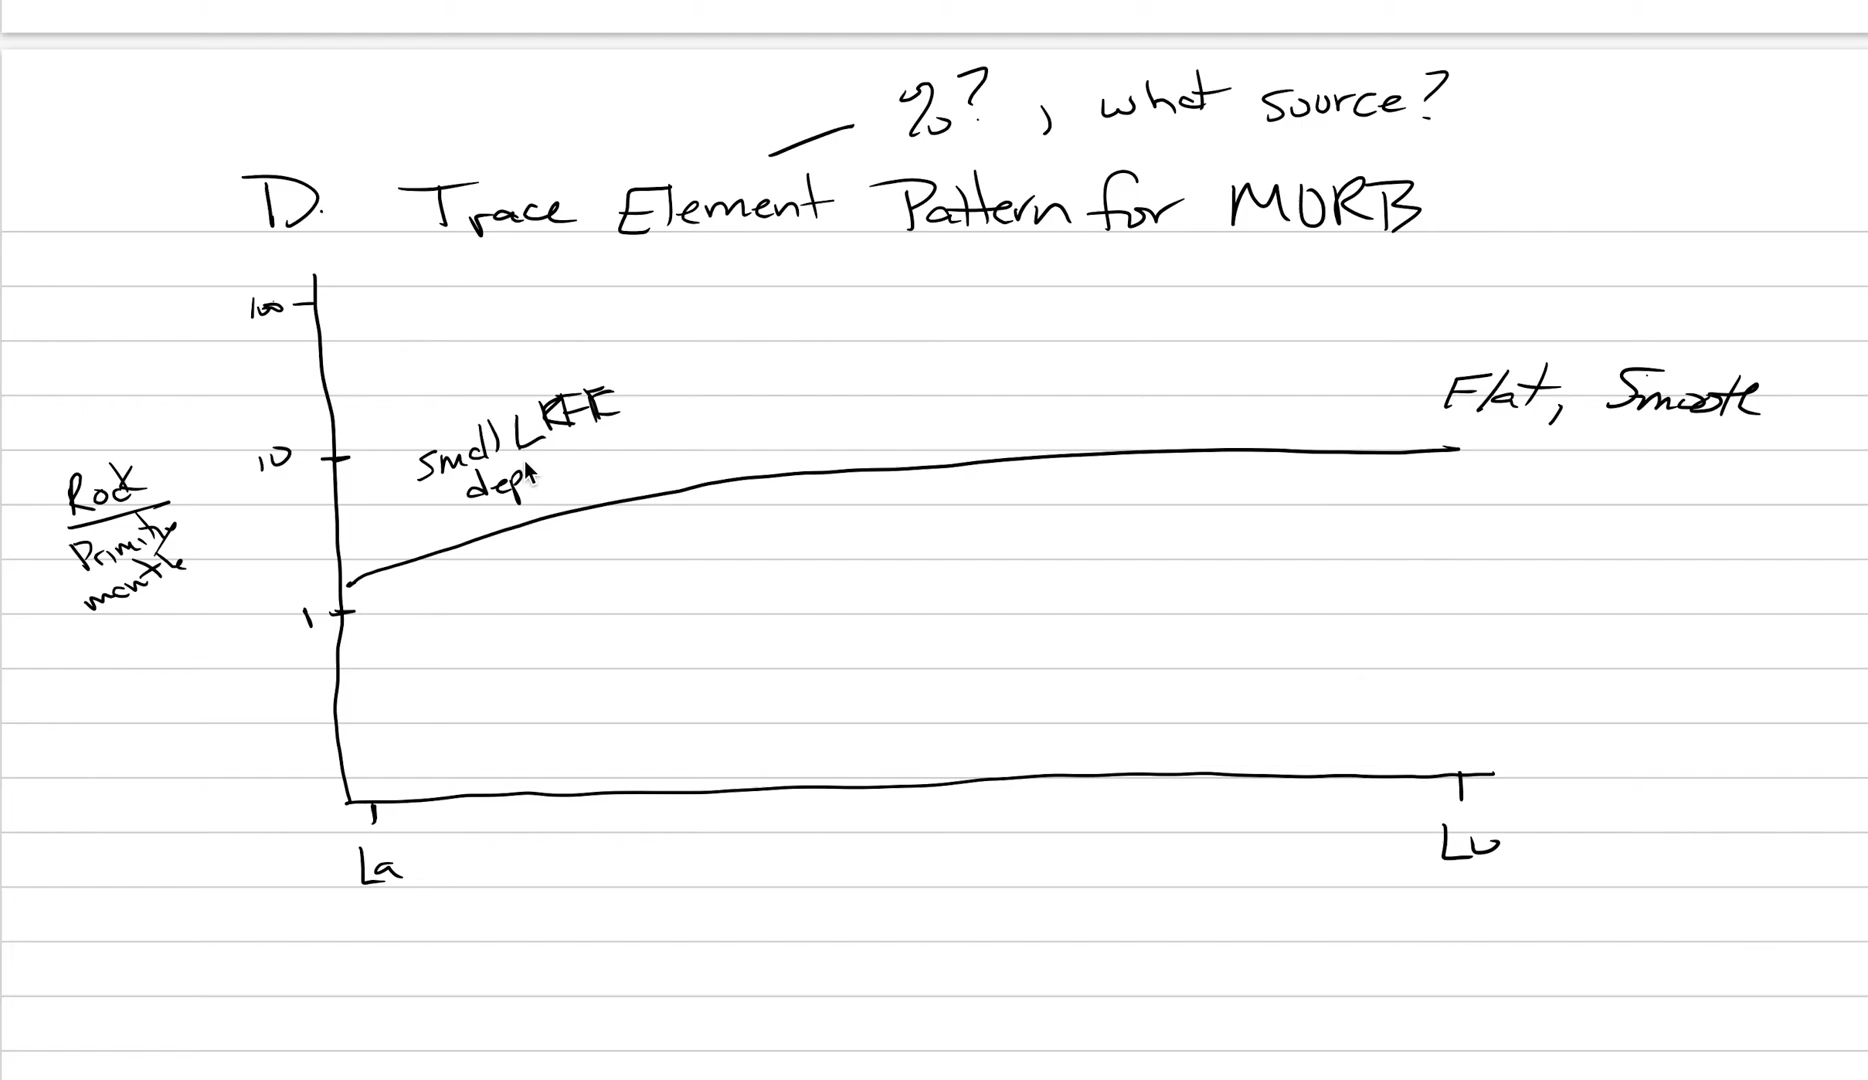 %? , what source?
D. Trace Element Pattern for MORB
100
Flat, Smooth
small LREE
dept
10
Rock
Primitive
mantle
1
La
Lu